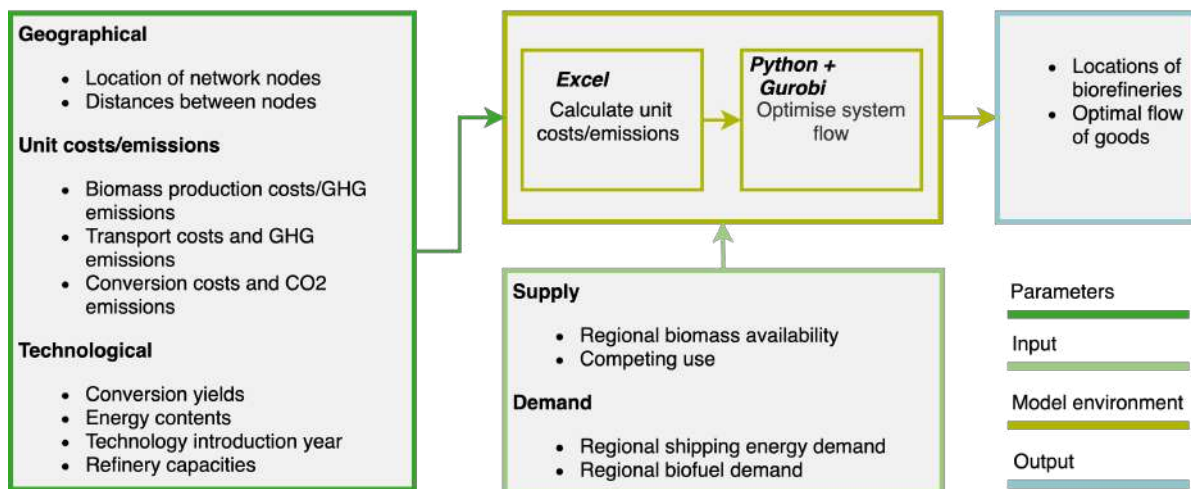 Geographical
• Location of network nodes
• Distances between nodes
Unit costs/emissions
• Biomass production costs/GHG
emissions
• Transport costs and GHG
emissions
• Conversion costs and CO2
emissions
Technological
• Conversion yields
• Energy contents
• Technology introduction year
• Refinery capacities
Excel
Calculate unit
costs/emissions
Python +
Gurobi
Optimise system
flow
• Locations of
biorefineries
• Optimal flow
of goods
Supply
• Regional biomass availability
• Competing use
Demand
• Regional shipping energy demand
• Regional biofuel demand
Parameters
Input
Model environment
Output